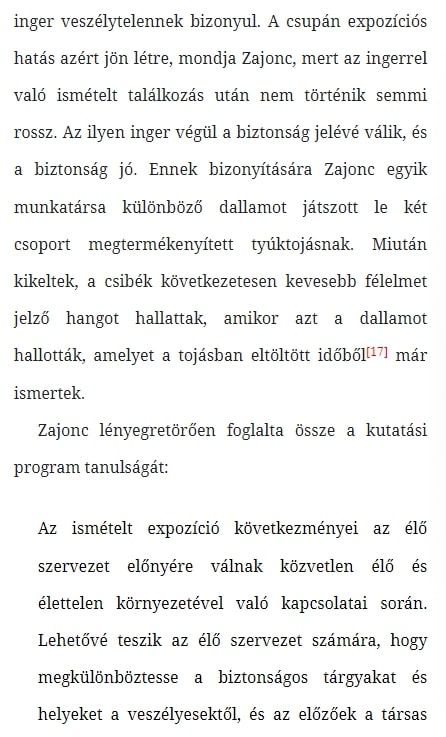 inger veszélytelennek bizonyul. A csupán expozíciós
hatás azért jön létre, mondja Zajonc, mert az ingerrel
való ismételt találkozás után nem történik semmi
rossz. Az ilyen inger végül a biztonság jelévé válik, és
a biztonság jó. Ennek bizonyítására Zajonc egyik
munkatársa különböző dallamot játszott le két
csoport megtermékenyített tyúktojásnak. Miután
kikeltek, a csibék következetesen kevesebb félelmet
jelző hangot hallattak, amikor azt a dallamot
hallották, amelyet a tojásban eltöltött időből[17] már
ismertek.
Zajonc lényegretörően foglalta össze a kutatási
program tanulságát:
Az ismételt expozíció következményei az élő
szervezet előnyére válnak közvetlen élő és
élettelen környezetével való kapcsolatai során.
Lehetővé teszik az élő szervezet számára, hogy
megkülönböztesse a biztonságos tárgyakat és
helyeket a veszélyesektől, és az előzőek a társas